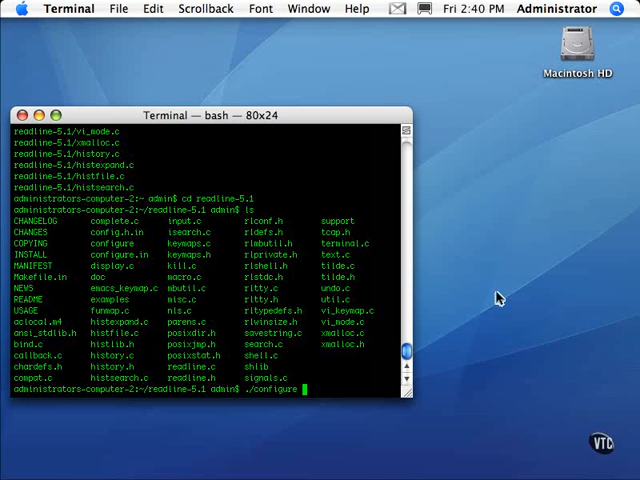 Terminal File Edit Scrollback Font Window Help Fri 2:40 PM Administrator
Macintosh HD
Terminal — bash — 80x24
readline-5.1/vi_mode.c
readline-5.1/xmalloc.c
readline-5.1/history.c
readline-5.1/histexpand.c
readline-5.1/histfile.c
readline-5.1/histsearch.c
administrators-computer-2:~ admin$ cd readline-5.1
administrators-computer-2:~/readline-5.1 admin$ ls
CHANGELOG complete.c input.c rlconf.h support
CHANGES config.h.in isearch.c rldefs.h tcap.h
COPYING configure keymaps.c rlmbutil.h terminal.c
INSTALL configure.in keymaps.h rlprivate.h text.c
MANIFEST display.c kill.c rlshell.h tilde.c
Makefile.in doc macro.c rlstdc.h tilde.h
NEWS emacs_keymap.c mbutil.c rltty.c undo.c
README examples misc.c rltty.h util.c
USAGE funmap.c nls.c rltypedefs.h vi_keymap.c
aclocal.m4 histexpand.c parens.c rlwinsize.h vi_mode.c
ansi_stdlib.h histfile.c posixdir.h savestring.c xmalloc.c
bind.c histlib.h posixjmp.h search.c xmalloc.h
callback.c history.c posixstat.h shell.c
chardefs.h history.h readline.c shlib
compat.c histsearch.c readline.h signals.c
administrators-computer-2:~/readline-5.1 admin$ ./configure
VTC